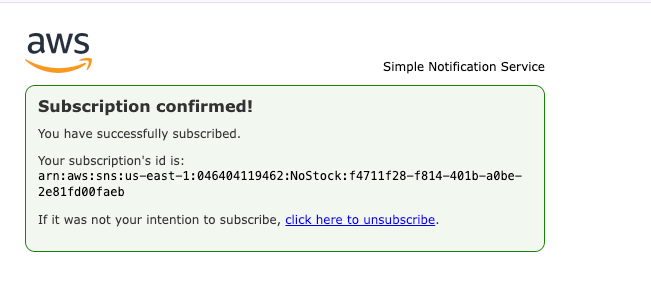 aws
Simple Notification Service
Subscription confirmed!
You have successfully subscribed.
Your subscription's id is:
arn:aws:sns:us-east-1:046404119462:NoStock:f4711f28-f814-401b-a0be-
2e81fd00faeb
If it was not your intention to subscribe, click here to unsubscribe.